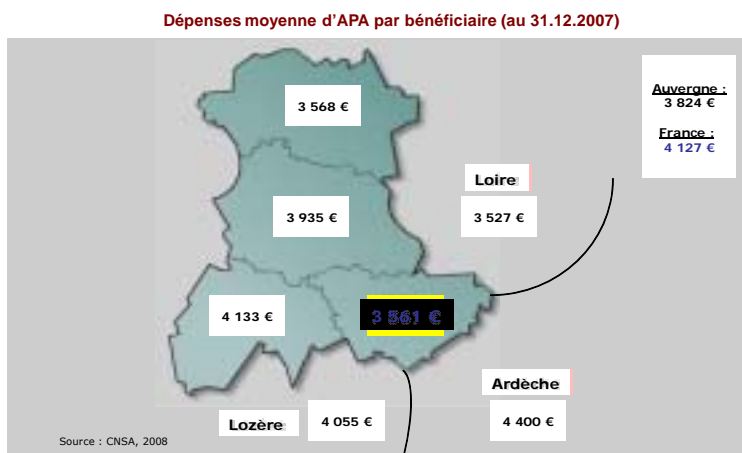 Dépenses moyenne d'APA par bénéficiaire (au 31.12.2007)
Auvergne :
3 824 €
France :
4 127 €
3 568 €
Loire
3 935 €
3 527 €
4 133 €
3 561 €
Ardèche
Lozère
4 055 €
4 400 €
Source : CNSA, 2008